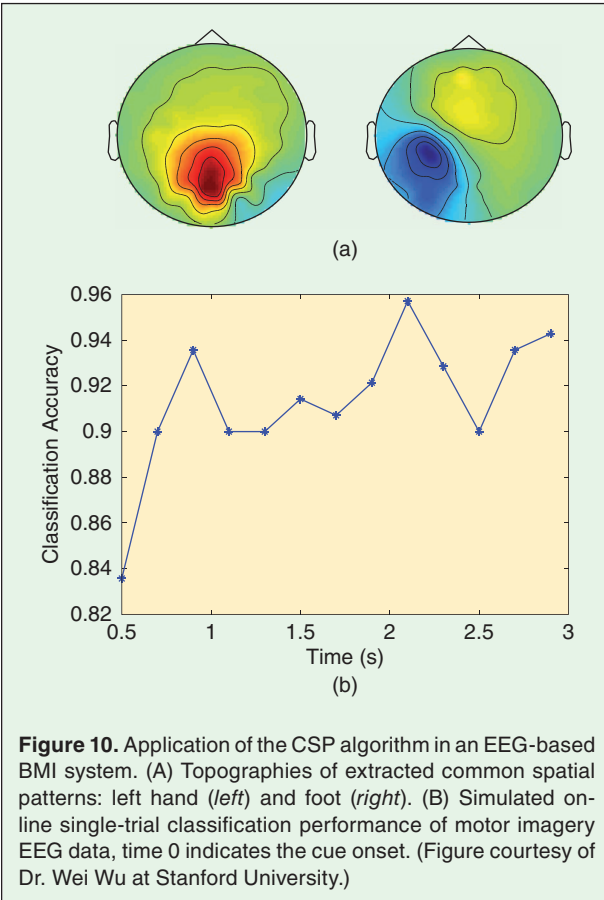 (a)
0.96
0.94
0.92
0.9
0.88
0.86
0.84
0.82
Classification Accuracy
0.5
1
1.5
2
2.5
3
Time (s)
(b)
Figure 10. Application of the CSP algorithm in an EEG-based
BMI system. (A) Topographies of extracted common spatial
patterns: left hand (left) and foot (right). (B) Simulated on-
line single-trial classification performance of motor imagery
EEG data, time 0 indicates the cue onset. (Figure courtesy of
Dr. Wei Wu at Stanford University.)